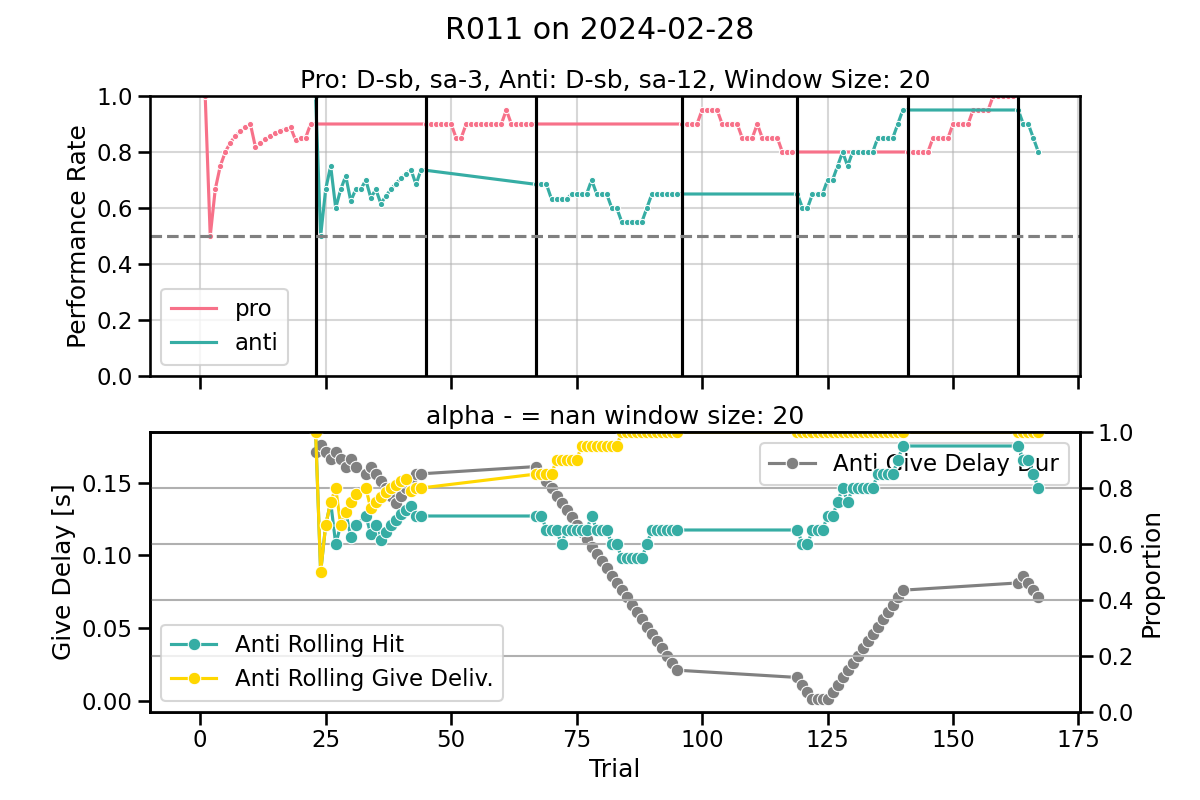 R011 on 2024-02-28
Pro: D-sb, sa-3, Anti: D-sb, sa-12, Window Size: 20
1.0
0.8
0.6
0.4
0.2
0.0
Performance Rate
pro
anti
alpha - = nan window size: 20
0.15
0.10
0.05
0.00
Give Delay [s]
Anti Give Delay Dur
Anti Rolling Hit
Anti Rolling Give Deliv.
1.0
0.8
0.6
0.4
0.2
0.0
Proportion
0 25 50 75 100 125 150 175
Trial